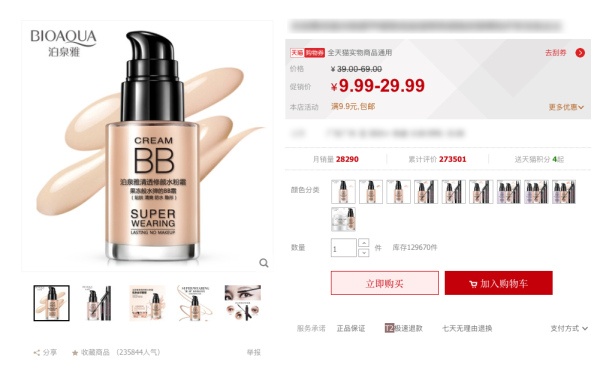 BIOAQUA
泊泉雅
CREAM
BB
泊泉雅清透修颜水粉霜
SUPER
WEARING
LASTING NO MAKEUP
分享
收藏商品 (235844人气)
举报
天猫 购物券 全天猫实物商品通用 去刮券
价格 ¥ 39.00-69.00
促销价 ¥ 9.99-29.99
本店活动 满9.9元,包邮 更多优惠
月销量 28290
累计评价 273501
送天猫积分 4起
颜色分类
数量 1 件 库存129670件
立即购买
加入购物车
服务承诺 正品保证 极速退款 七天无理由退换 支付方式